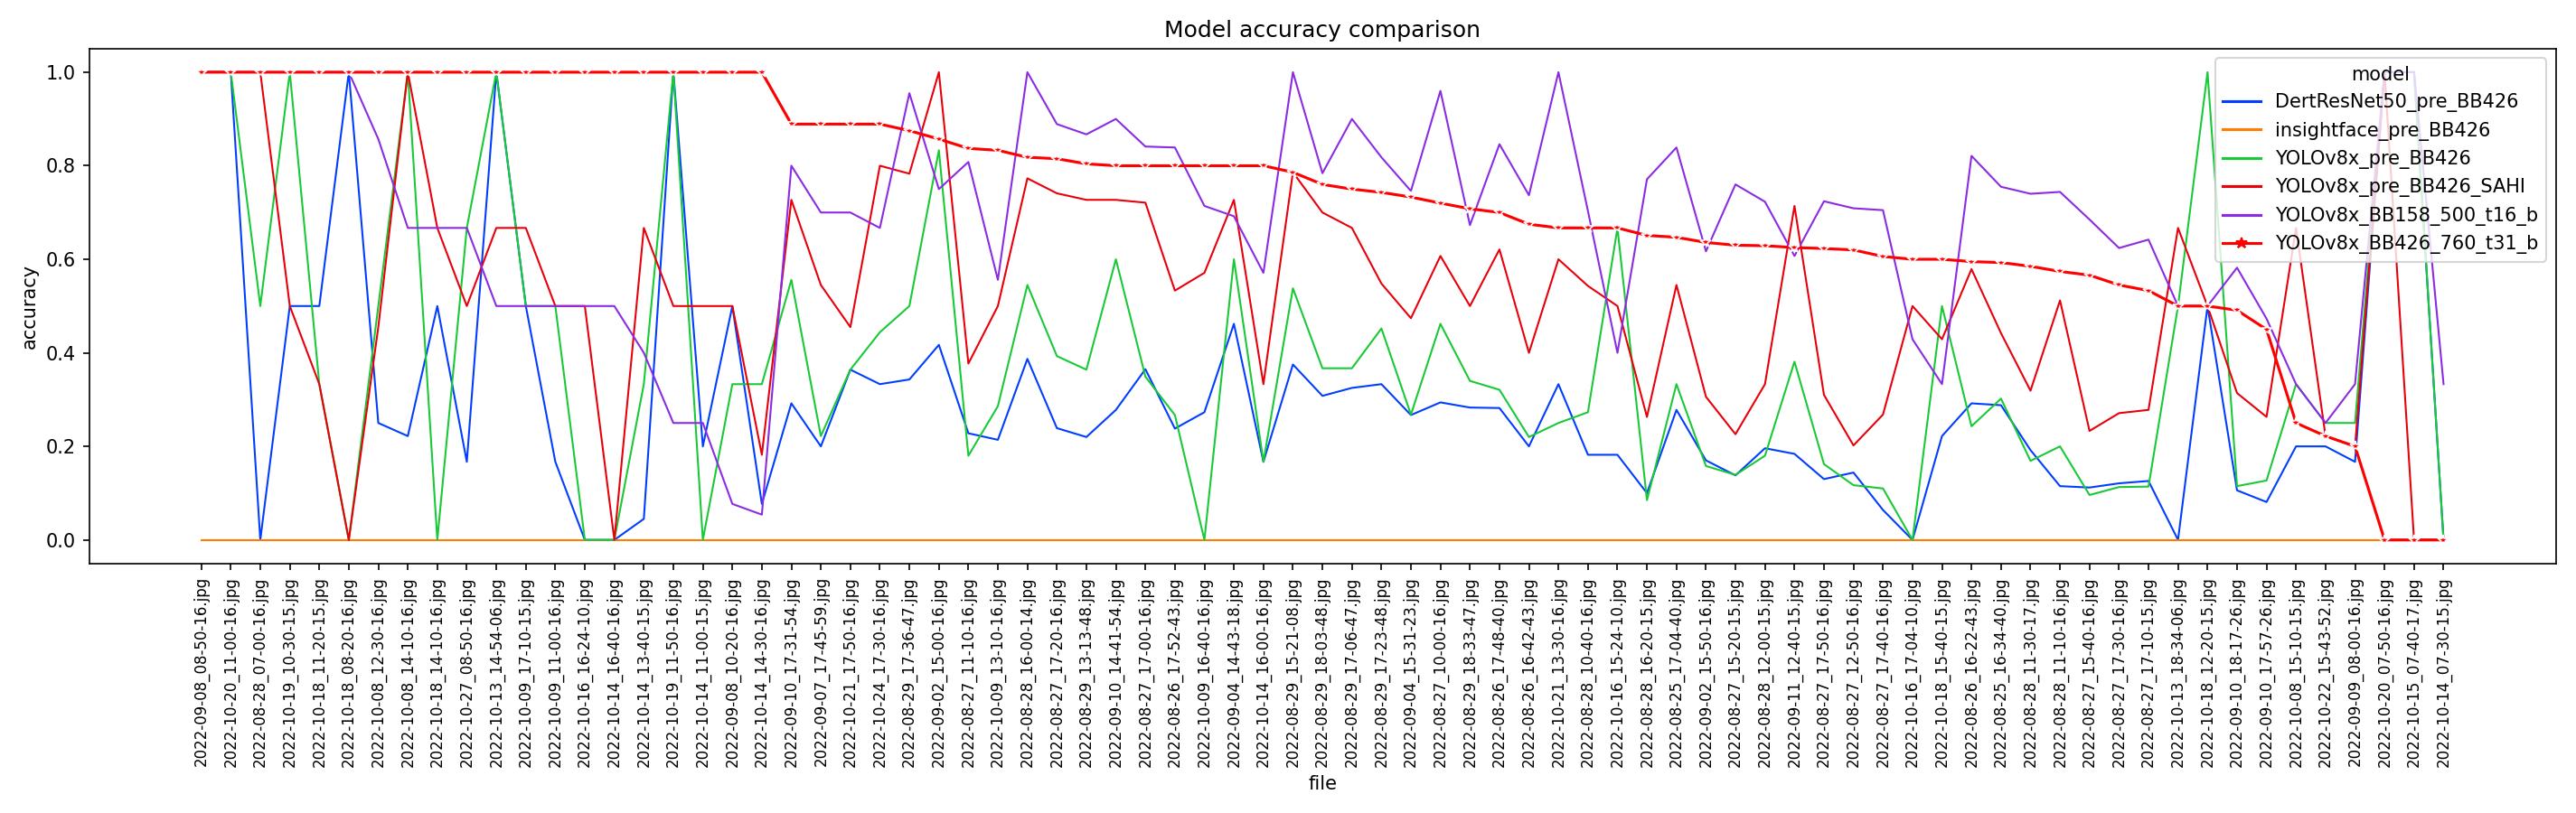 Model accuracy comparison
1.0
0.8
0.6
0.4
0.2
0.0
accuracy
model
DertResNet50_pre_BB426
insightface_pre_BB426
YOLOv8x_pre_BB426
YOLOv8x_pre_BB426_SAHI
YOLOv8x_BB158_500_t16_b
YOLOv8x_BB426_760_t31_b
2022-09-08_08-50-16.jpg
2022-10-20_11-00-16.jpg
2022-08-28_07-00-16.jpg
2022-10-19_10-30-15.jpg
2022-10-18_11-20-15.jpg
2022-10-18_08-20-16.jpg
2022-10-08_12-30-16.jpg
2022-10-08_14-10-16.jpg
2022-10-18_14-10-16.jpg
2022-10-27_08-50-16.jpg
2022-10-13_14-54-06.jpg
2022-10-09_17-10-15.jpg
2022-10-09_11-00-16.jpg
2022-10-16_16-24-10.jpg
2022-10-14_16-40-16.jpg
2022-10-14_13-40-15.jpg
2022-10-19_11-50-16.jpg
2022-10-14_11-00-15.jpg
2022-09-08_10-20-16.jpg
2022-10-14_14-30-16.jpg
2022-09-10_17-31-54.jpg
2022-09-07_17-45-59.jpg
2022-10-21_17-50-16.jpg
2022-10-24_17-30-16.jpg
2022-08-29_17-36-47.jpg
2022-09-02_15-00-16.jpg
2022-08-27_11-10-16.jpg
2022-10-09_13-10-16.jpg
2022-08-28_16-00-14.jpg
2022-08-27_17-20-16.jpg
2022-08-29_13-13-48.jpg
2022-09-10_14-41-54.jpg
2022-08-27_17-00-16.jpg
2022-08-26_17-52-43.jpg
2022-10-09_16-40-16.jpg
2022-09-04_14-43-18.jpg
2022-10-14_16-00-16.jpg
2022-08-29_15-21-08.jpg
2022-08-29_18-03-48.jpg
2022-08-29_17-06-47.jpg
2022-08-29_17-23-48.jpg
2022-09-04_15-31-23.jpg
2022-08-27_10-00-16.jpg
2022-08-29_18-33-47.jpg
2022-08-26_17-48-40.jpg
2022-08-26_16-42-43.jpg
2022-10-21_13-30-16.jpg
2022-08-28_10-40-16.jpg
2022-10-16_15-24-10.jpg
2022-08-28_16-20-15.jpg
2022-08-25_17-04-40.jpg
2022-09-02_15-50-16.jpg
2022-08-27_15-20-15.jpg
2022-08-28_12-00-15.jpg
2022-09-11_12-40-15.jpg
2022-08-27_17-50-16.jpg
2022-08-27_12-50-16.jpg
2022-08-27_17-40-16.jpg
2022-10-16_17-04-10.jpg
2022-10-18_15-40-15.jpg
2022-08-26_16-22-43.jpg
2022-08-25_16-34-40.jpg
2022-08-28_11-30-17.jpg
2022-08-28_11-10-16.jpg
2022-08-27_15-40-16.jpg
2022-08-27_17-30-16.jpg
2022-08-27_17-10-15.jpg
2022-10-13_18-34-06.jpg
2022-10-18_12-20-15.jpg
2022-09-10_18-17-26.jpg
2022-09-10_17-57-26.jpg
2022-10-08_15-10-15.jpg
2022-10-22_15-43-52.jpg
2022-09-09_08-00-16.jpg
2022-10-20_07-50-16.jpg
2022-10-15_07-40-17.jpg
2022-10-14_07-30-15.jpg
file